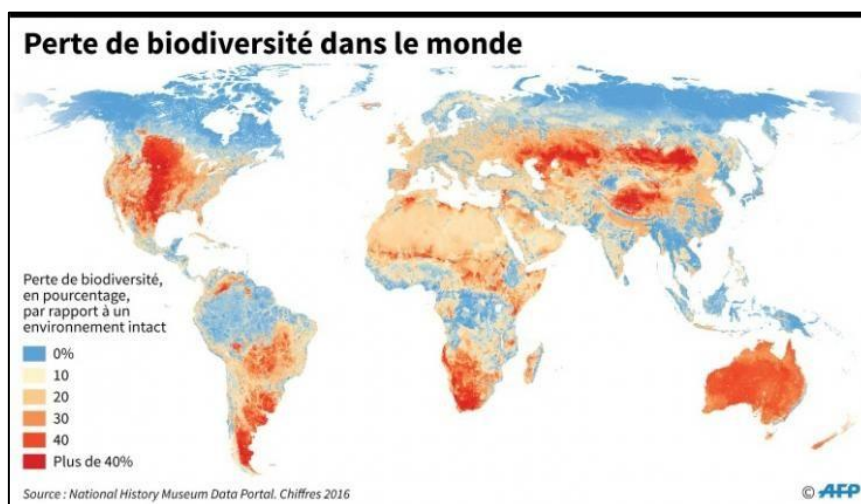 Perte de biodiversité dans le monde
Perte de biodiversité,
en pourcentage,
par rapport à un
environnement intact
0%
10
20
30
40
Plus de 40%
Source : National History Museum Data Portal. Chiffres 2016
© AFP